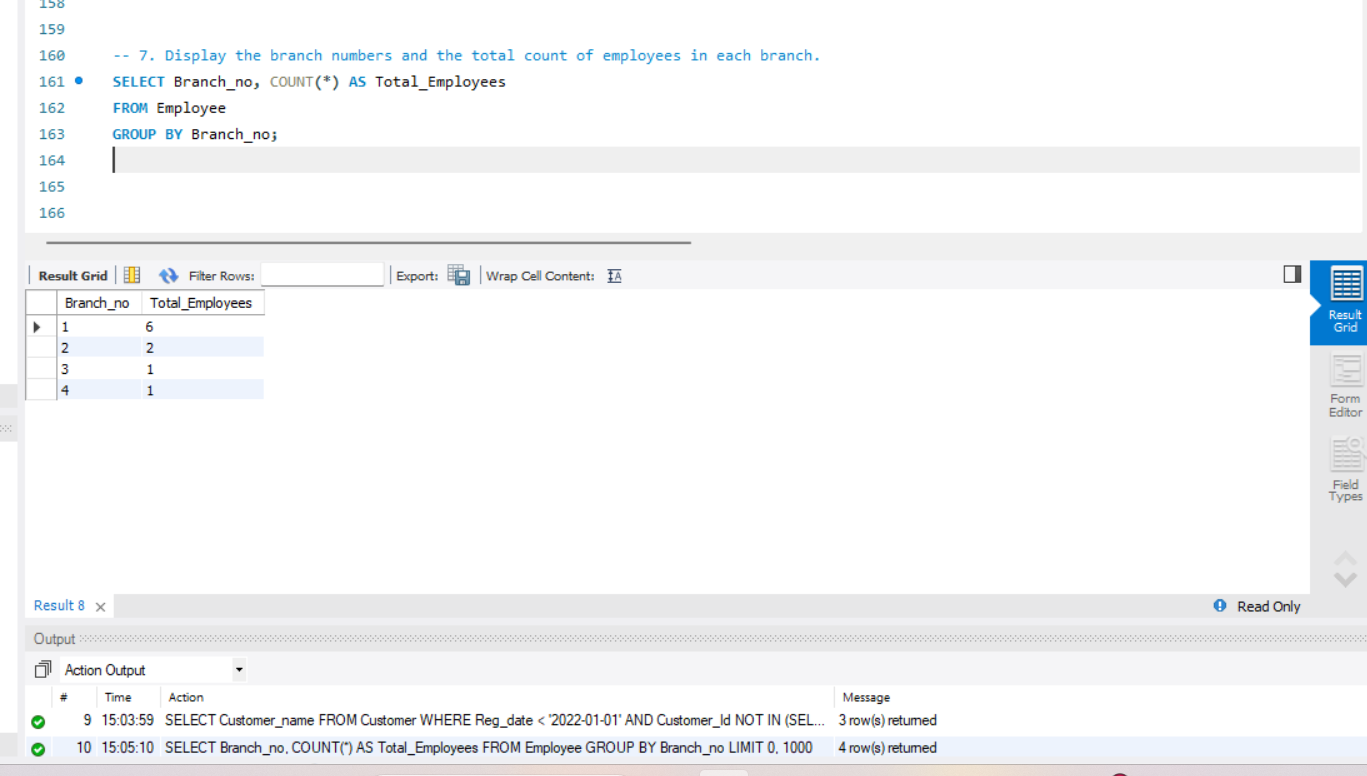 158
159
160 -- 7. Display the branch numbers and the total count of employees in each branch.
161 SELECT Branch_no, COUNT(*) AS Total_Employees
162 FROM Employee
163 GROUP BY Branch_no;
164
165
166
Result Grid Filter Rows: Export: Wrap Cell Content: IA
Branch_no Total_Employees
1 6
2 2
3 1
4 1
Result
Grid
Form
Editor
Field
Types
Result 8 × Read Only
Output
Action Output
# Time Action Message
9 15:03:59 SELECT Customer_name FROM Customer WHERE Reg_date < '2022-01-01' AND Customer_Id NOT IN (SEL... 3 row(s) returned
10 15:05:10 SELECT Branch_no, COUNT(*) AS Total_Employees FROM Employee GROUP BY Branch_no LIMIT 0, 1000 4 row(s) returned